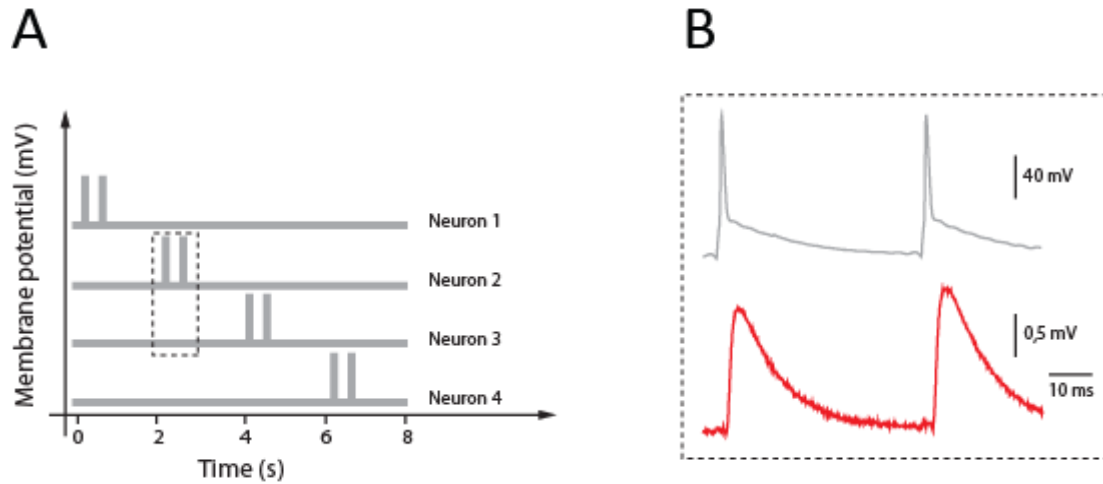 A
Membrane potential (mV)
Neuron 1
Neuron 2
Neuron 3
Neuron 4
0 2 4 6 8
Time (s)
B
40 mV
0,5 mV
10 ms